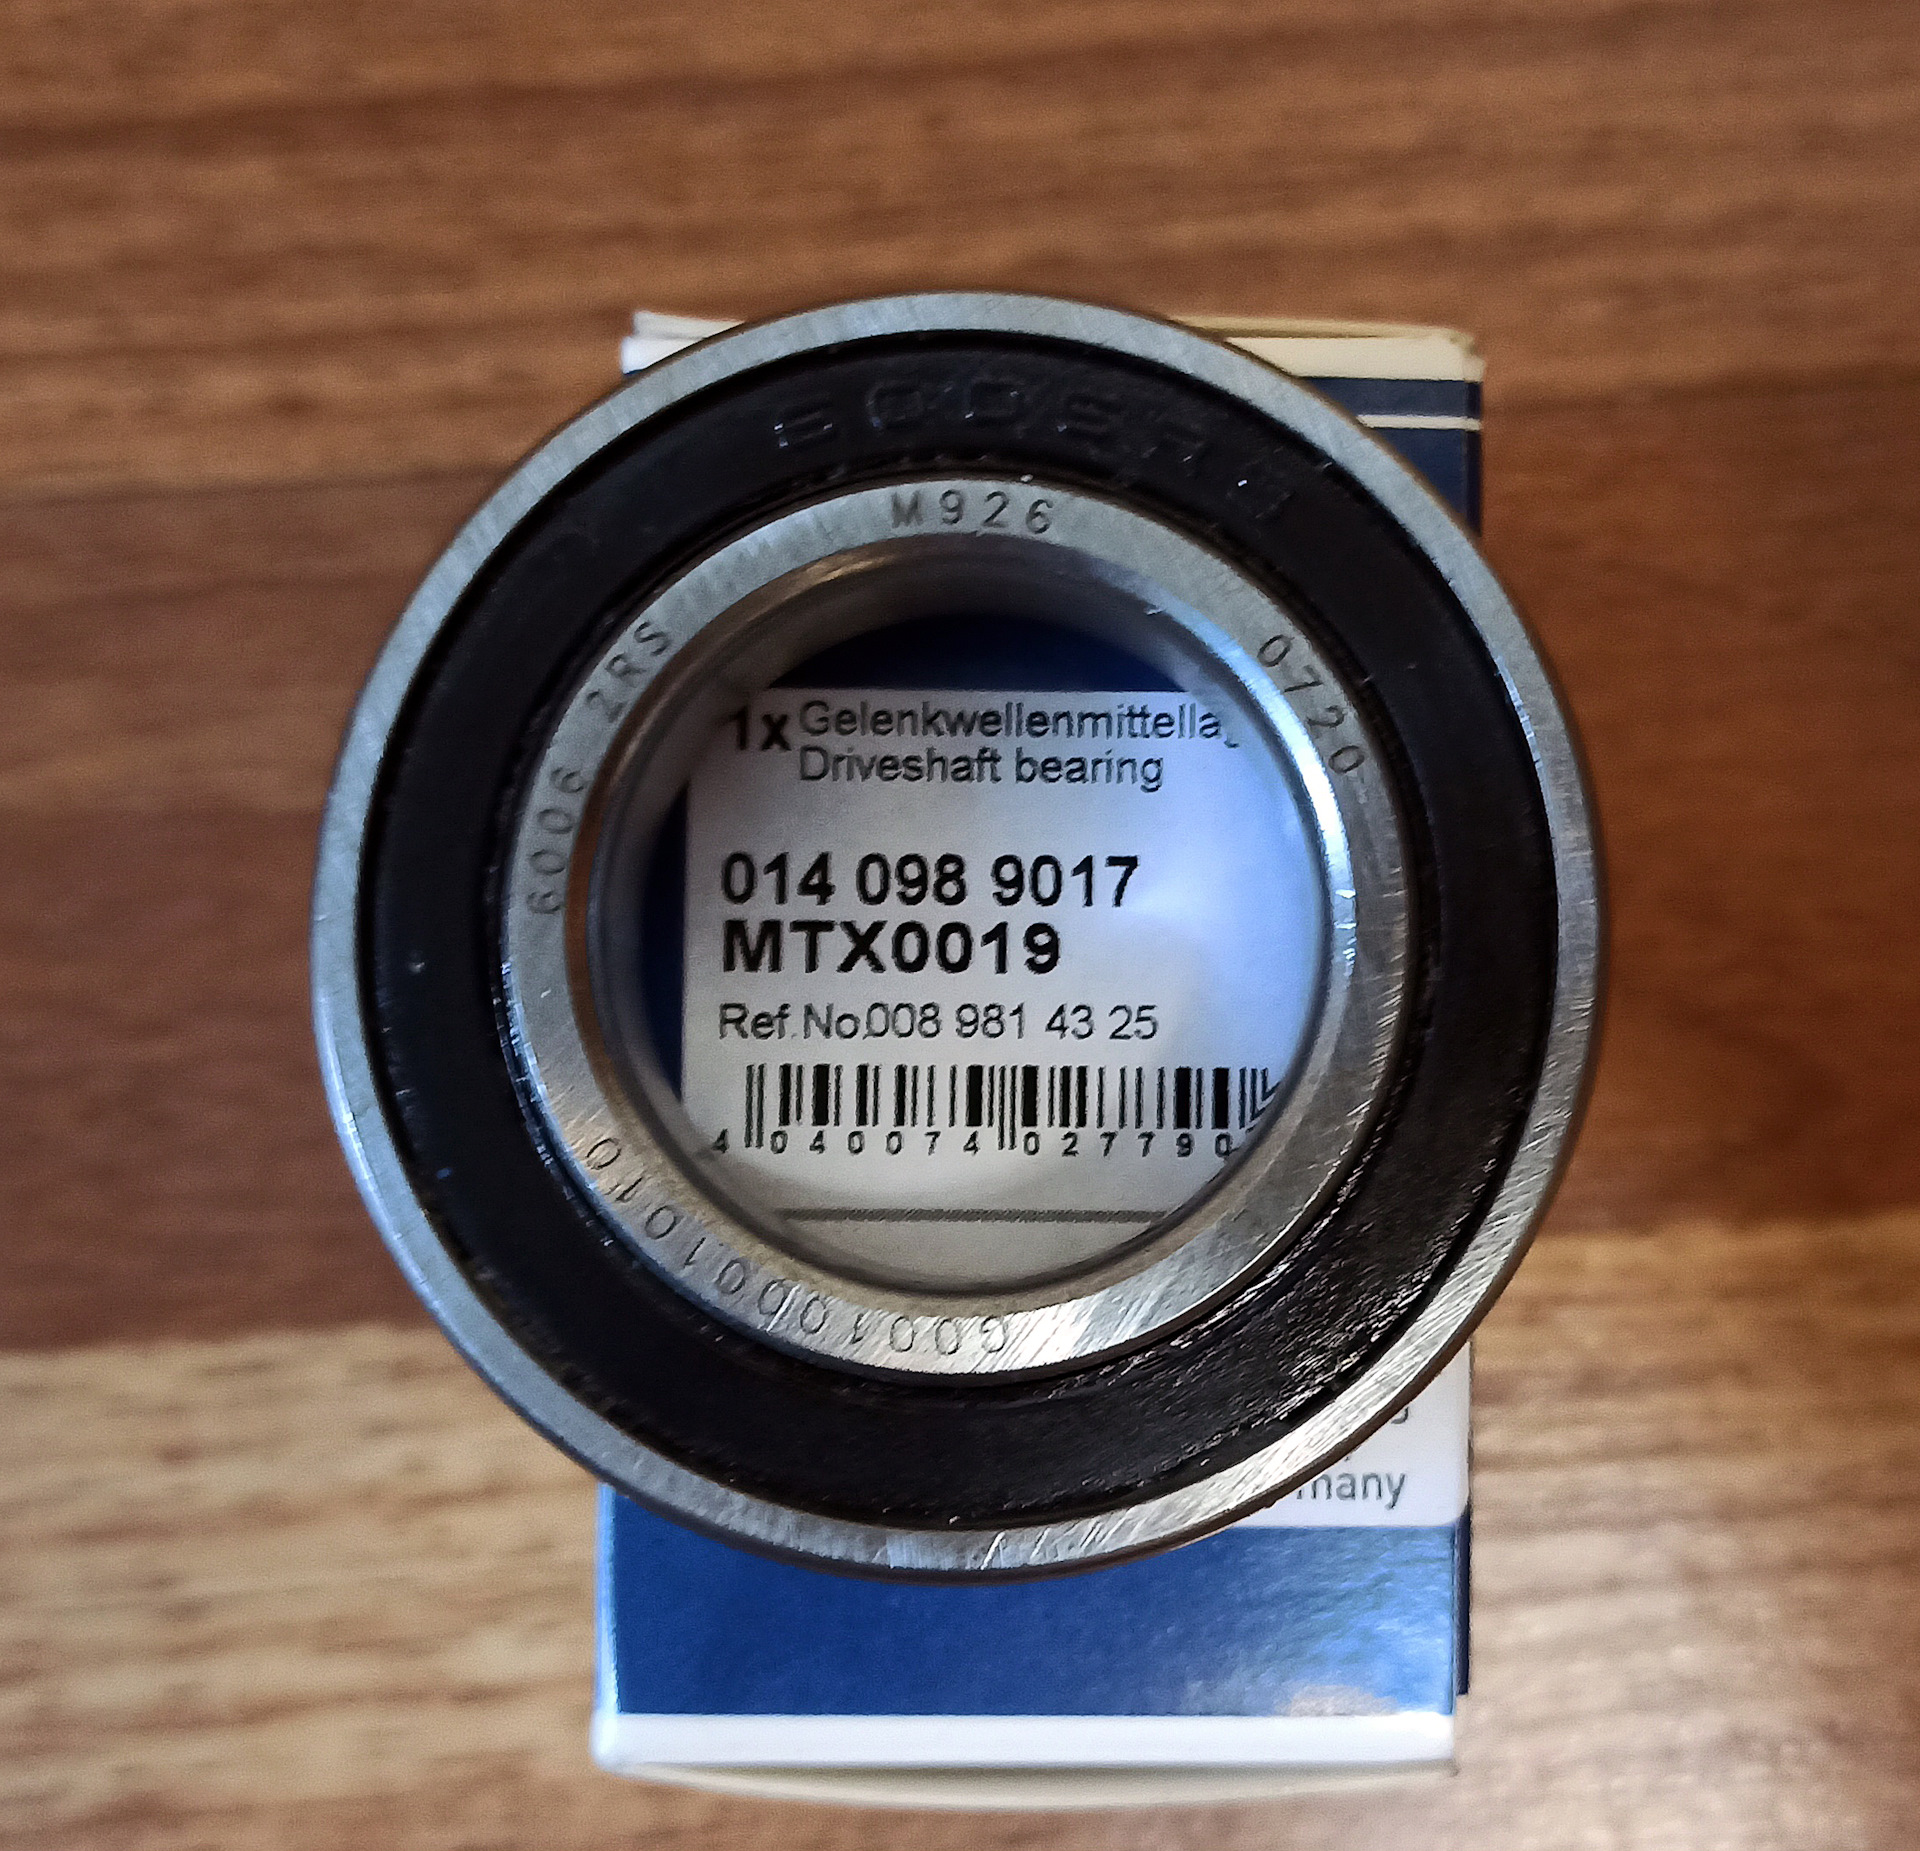 M926
0720
6006 2RS
1x Gelenkwellenmittella
Driveshaft bearing
014 098 9017
MTX0019
Ref.No.008 981 43 25
4 040074 027790
many